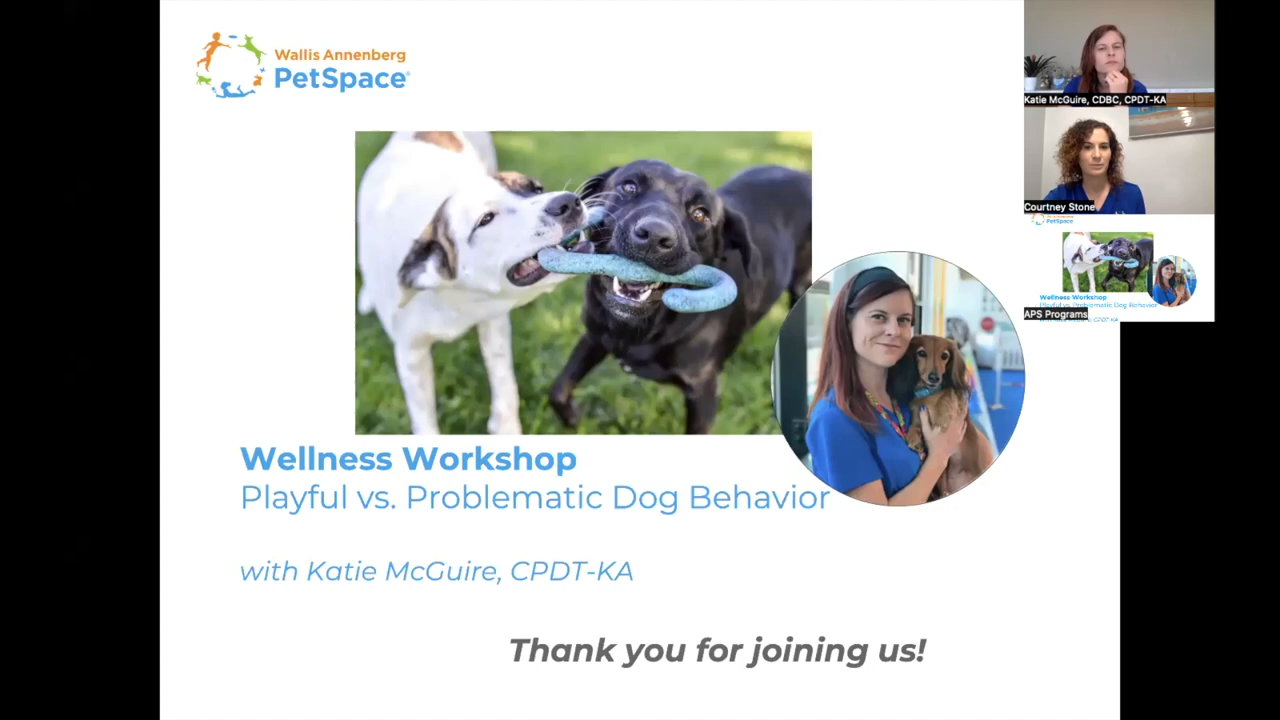 Wallis Annenberg
PetSpace
Wellness Workshop
Playful vs. Problematic Dog Behavior
with Katie McGuire, CPDT-KA
Thank you for joining us!
Katie McGuire, CDBC, CPDT-KA
Courtney Stone
PetSpace
Wellness Workshop
Playful vs. Problematic Dog Behavior
APS Programs